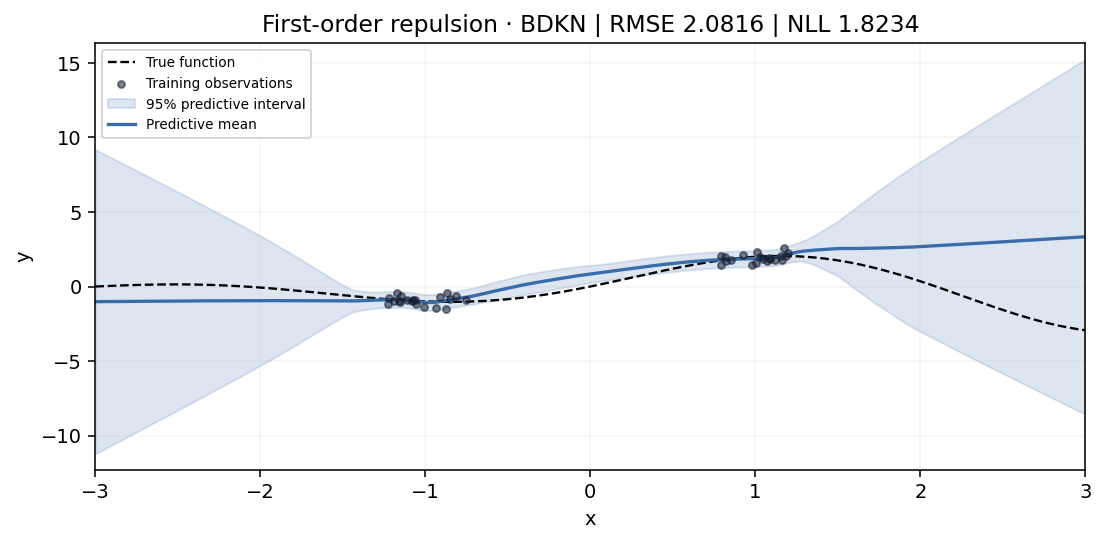 First-order repulsion · BDKN | RMSE 2.0816 | NLL 1.8234
True function
Training observations
95% predictive interval
Predictive mean
15
10
5
0
−5
−10
y
−3
−2
−1
0
1
2
3
x